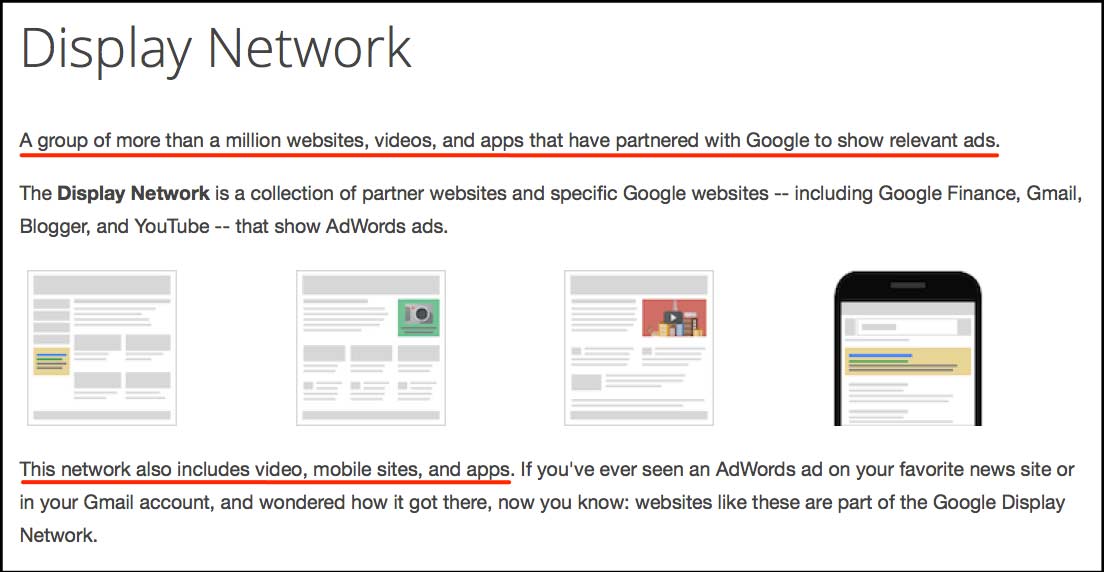 Display Network
A group of more than a million websites, videos, and apps that have partnered with Google to show relevant ads.
The Display Network is a collection of partner websites and specific Google websites -- including Google Finance, Gmail,
Blogger, and YouTube -- that show AdWords ads.
This network also includes video, mobile sites, and apps. If you've ever seen an AdWords ad on your favorite news site or
in your Gmail account, and wondered how it got there, now you know: websites like these are part of the Google Display
Network.